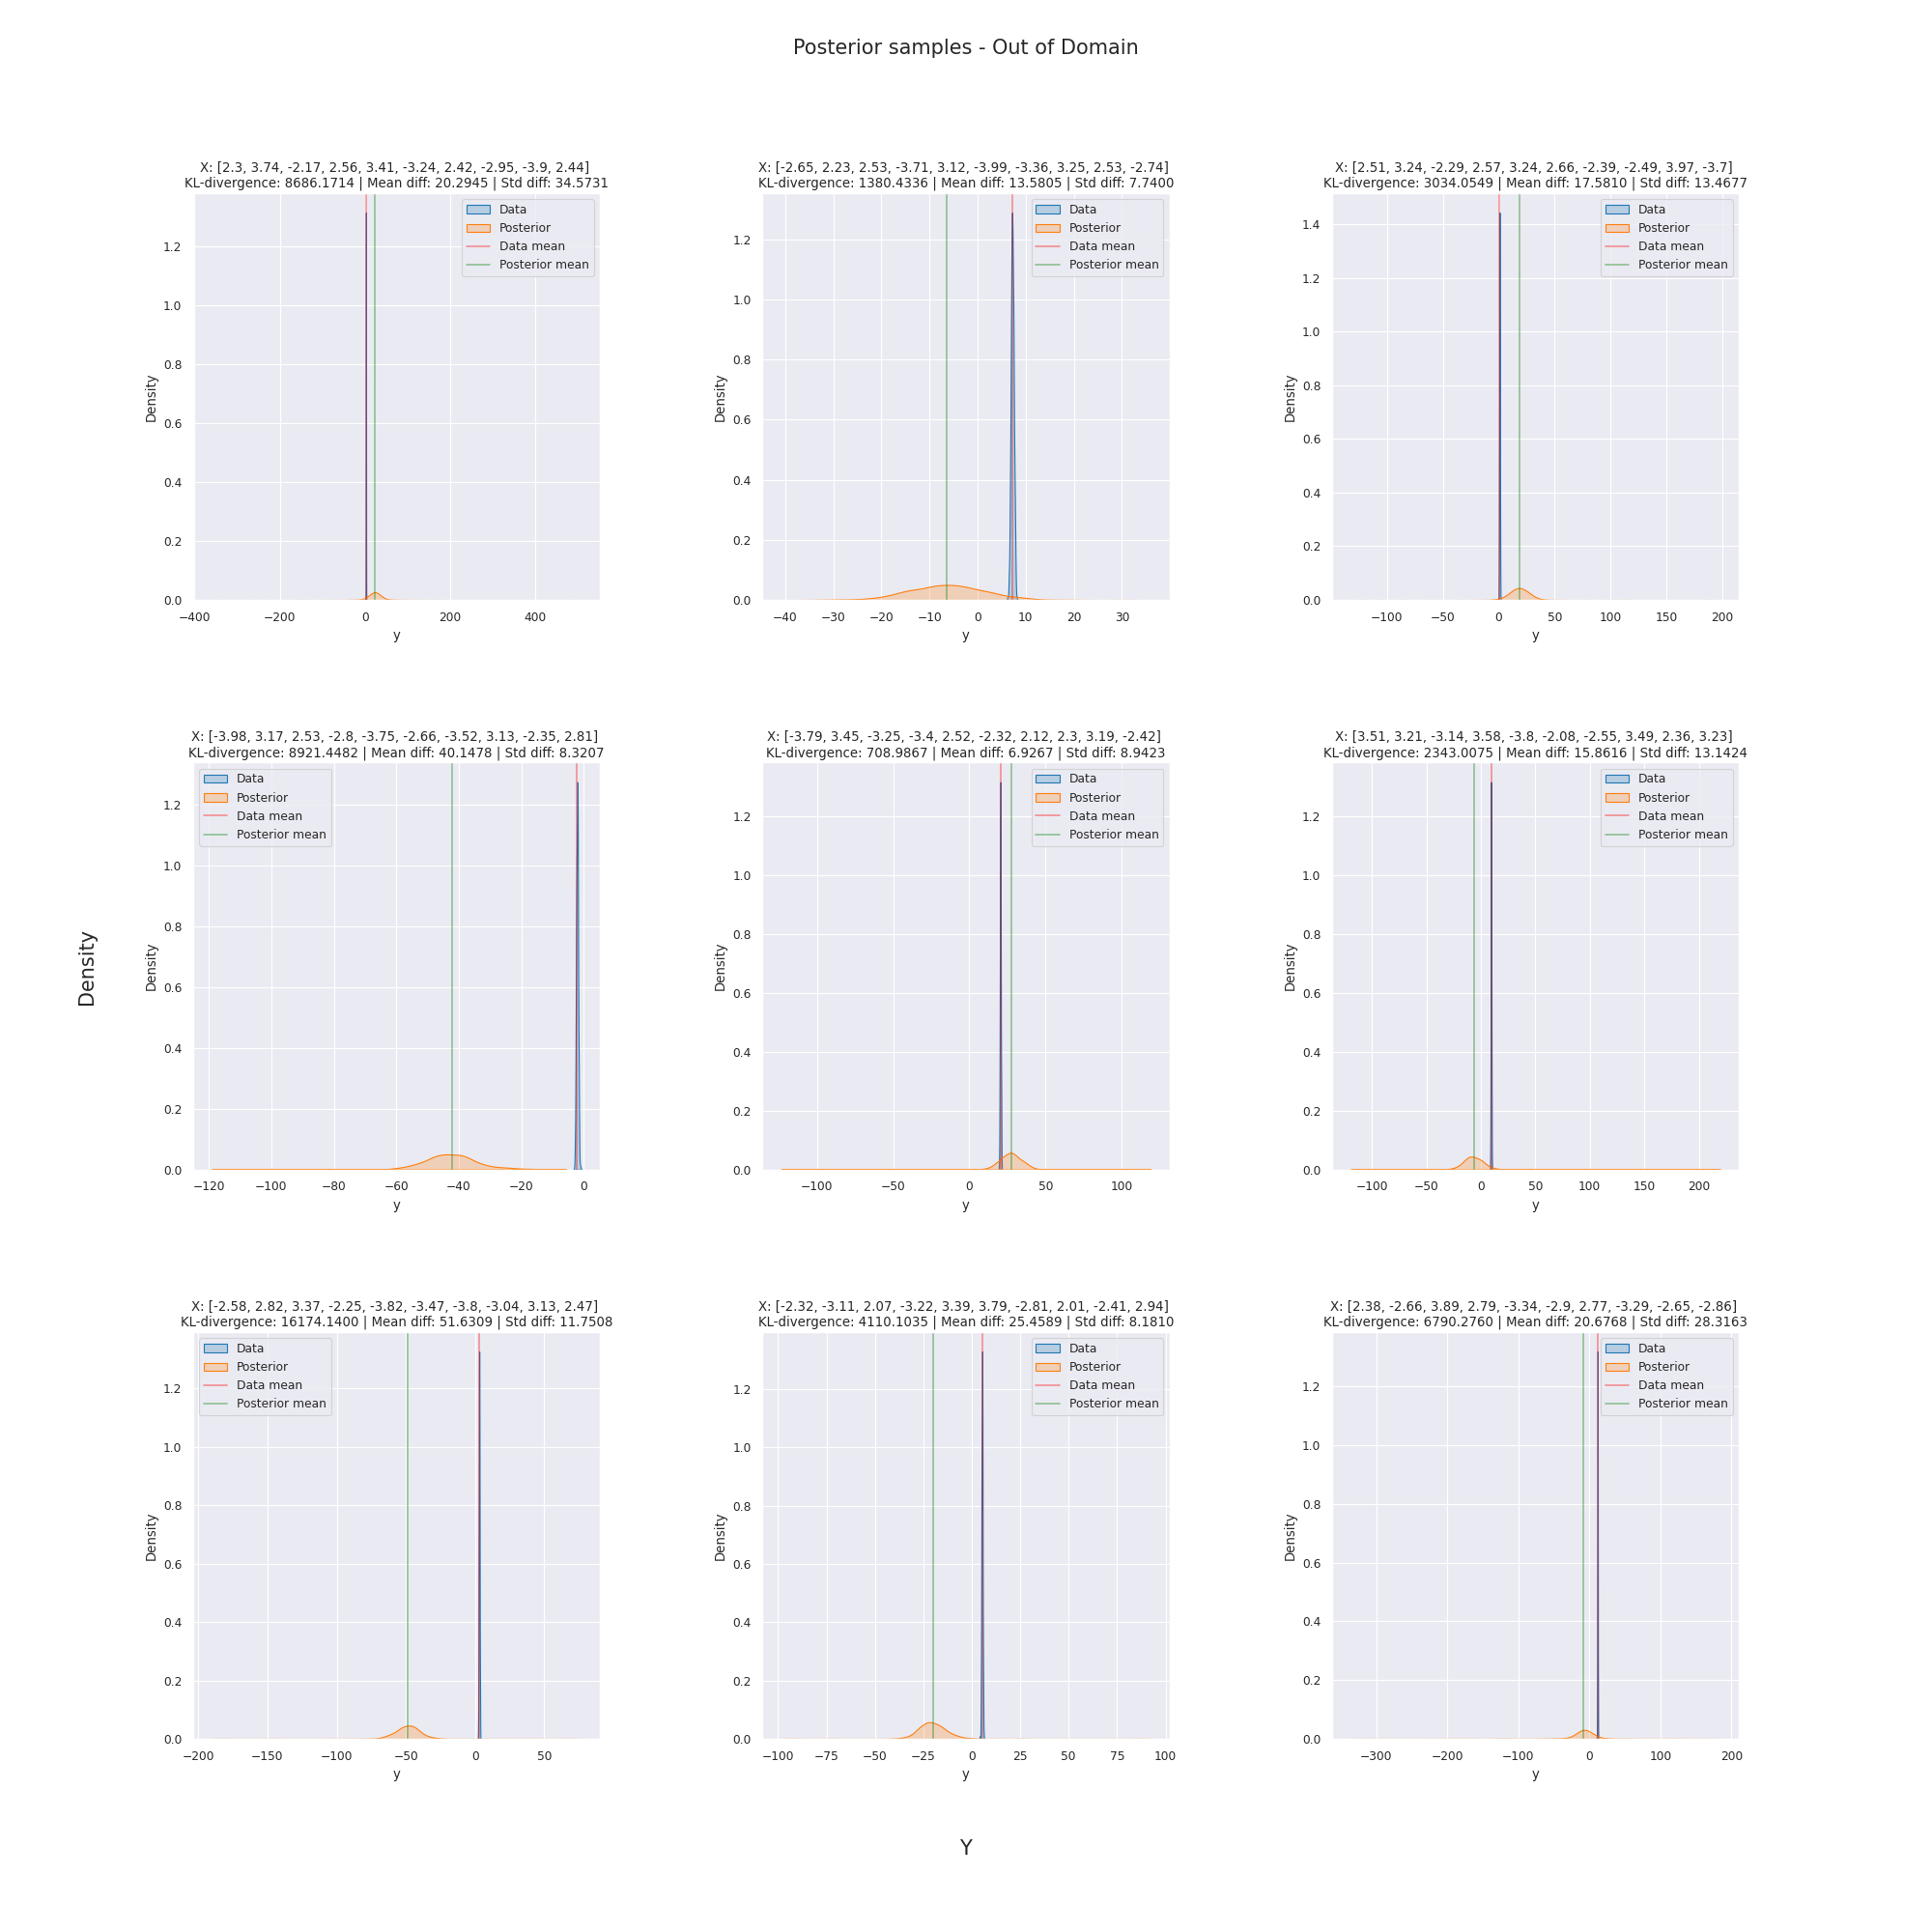 Posterior samples - Out of Domain
X: [2.3, 3.74, -2.17, 2.56, 3.41, -3.24, 2.42, -2.95, -3.9, 2.44]
KL-divergence: 8686.1714 | Mean diff: 20.2945 | Std diff: 34.5731
Data
Posterior
Data mean
Posterior mean
1.2
1.0
0.8
0.6
0.4
0.2
0.0
Density
−400 −200 0 200 400
y
X: [-2.65, 2.23, 2.53, -3.71, 3.12, -3.99, -3.36, 3.25, 2.53, -2.74]
KL-divergence: 1380.4336 | Mean diff: 13.5805 | Std diff: 7.7400
Data
Posterior
Data mean
Posterior mean
1.2
1.0
0.8
0.6
0.4
0.2
0.0
Density
−40 −30 −20 −10 0 10 20 30
y
X: [2.51, 3.24, -2.29, 2.57, 3.24, 2.66, -2.39, -2.49, 3.97, -3.7]
KL-divergence: 3034.0549 | Mean diff: 17.5810 | Std diff: 13.4677
Data
Posterior
Data mean
Posterior mean
1.4
1.2
1.0
0.8
0.6
0.4
0.2
0.0
Density
−100 −50 0 50 100 150 200
y
Density
X: [-3.98, 3.17, 2.53, -2.8, -3.75, -2.66, -3.52, 3.13, -2.35, 2.81]
KL-divergence: 8921.4482 | Mean diff: 40.1478 | Std diff: 8.3207
Data
Posterior
Data mean
Posterior mean
1.2
1.0
0.8
0.6
0.4
0.2
0.0
Density
−120 −100 −80 −60 −40 −20 0
y
X: [-3.79, 3.45, -3.25, -3.4, 2.52, -2.32, 2.12, 2.3, 3.19, -2.42]
KL-divergence: 708.9867 | Mean diff: 6.9267 | Std diff: 8.9423
Data
Posterior
Data mean
Posterior mean
1.2
1.0
0.8
0.6
0.4
0.2
0.0
Density
−100 −50 0 50 100
y
X: [3.51, 3.21, -3.14, 3.58, -3.8, -2.08, -2.55, 3.49, 2.36, 3.23]
KL-divergence: 2343.0075 | Mean diff: 15.8616 | Std diff: 13.1424
Data
Posterior
Data mean
Posterior mean
1.2
1.0
0.8
0.6
0.4
0.2
0.0
Density
−100 −50 0 50 100 150 200
y
X: [-2.58, 2.82, 3.37, -2.25, -3.82, -3.47, -3.8, -3.04, 3.13, 2.47]
KL-divergence: 16174.1400 | Mean diff: 51.6309 | Std diff: 11.7508
Data
Posterior
Data mean
Posterior mean
1.2
1.0
0.8
0.6
0.4
0.2
0.0
Density
−200 −150 −100 −50 0 50
y
X: [-2.32, -3.11, 2.07, -3.22, 3.39, 3.79, -2.81, 2.01, -2.41, 2.94]
KL-divergence: 4110.1035 | Mean diff: 25.4589 | Std diff: 8.1810
Data
Posterior
Data mean
Posterior mean
1.2
1.0
0.8
0.6
0.4
0.2
0.0
Density
−100 −75 −50 −25 0 25 50 75 100
y
X: [2.38, -2.66, 3.89, 2.79, -3.34, -2.9, 2.77, -3.29, -2.65, -2.86]
KL-divergence: 6790.2760 | Mean diff: 20.6768 | Std diff: 28.3163
Data
Posterior
Data mean
Posterior mean
1.2
1.0
0.8
0.6
0.4
0.2
0.0
Density
−300 −200 −100 0 100 200
y
Y